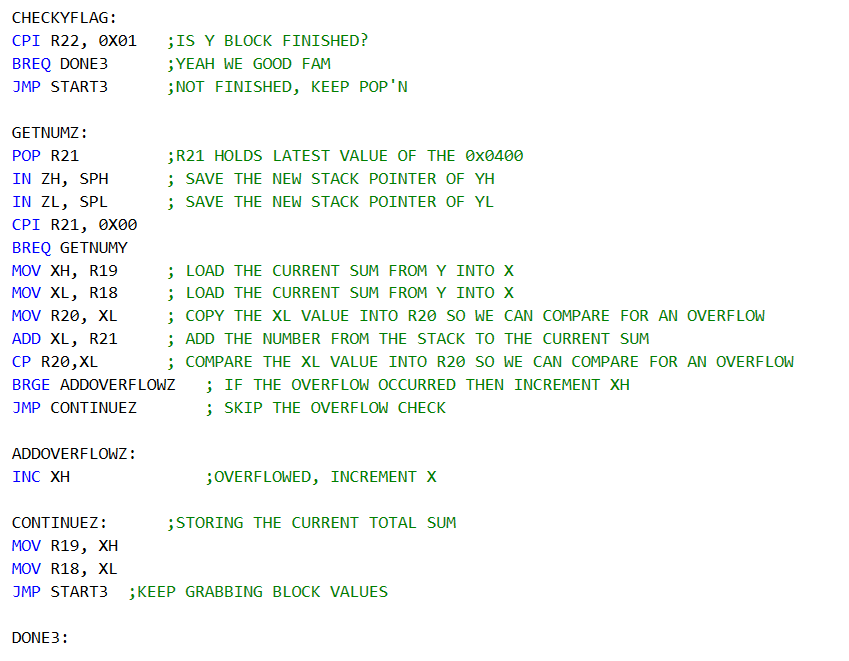 CHECKYFLAG:
CPI R22, 0X01 ;IS Y BLOCK FINISHED?
BREQ DONE3 ;YEAH WE GOOD FAM
JMP START3 ;NOT FINISHED, KEEP POP'N
GETNUMZ:
POP R21 ;R21 HOLDS LATEST VALUE OF THE 0x0400
IN ZH, SPH ; SAVE THE NEW STACK POINTER OF YH
IN ZL, SPL ; SAVE THE NEW STACK POINTER OF YL
CPI R21, 0X00
BREQ GETNUMY
MOV XH, R19 ; LOAD THE CURRENT SUM FROM Y INTO X
MOV XL, R18 ; LOAD THE CURRENT SUM FROM Y INTO X
MOV R20, XL ; COPY THE XL VALUE INTO R20 SO WE CAN COMPARE FOR AN OVERFLOW
ADD XL, R21 ; ADD THE NUMBER FROM THE STACK TO THE CURRENT SUM
CP R20,XL ; COMPARE THE XL VALUE INTO R20 SO WE CAN COMPARE FOR AN OVERFLOW
BRGE ADDOVERFLOWZ ; IF THE OVERFLOW OCCURRED THEN INCREMENT XH
JMP CONTINUEZ ; SKIP THE OVERFLOW CHECK
ADDOVERFLOWZ:
INC XH ;OVERFLOWED, INCREMENT X
CONTINUEZ: ;STORING THE CURRENT TOTAL SUM
MOV R19, XH
MOV R18, XL
JMP START3 ;KEEP GRABBING BLOCK VALUES
DONE3: